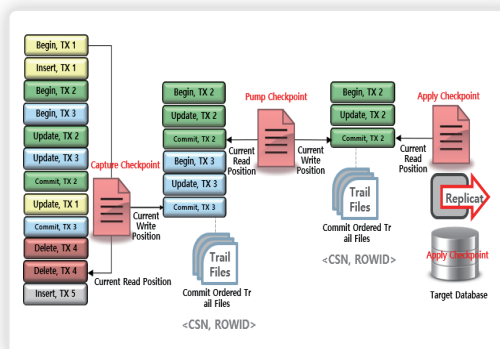 Begin, TX 1
Insert, TX 1
Begin, TX 2
Begin, TX 3
Update, TX 2
Update, TX 3
Commit, TX 2
Update, TX 1
Commit, TX 3
Delete, TX 4
Delete, TX 4
Insert, TX 5
Capture Checkpoint
Current
Write
Position
Current Read Position
Begin, TX 2
Update, TX 2
Commit, TX 2
Begin, TX 3
Update, TX 3
Commit, TX 3
Trail
Files
Commit Ordered Tr
ail Files
<CSN, ROWID>
Pump Checkpoint
Current
Read
Position
Current
Write
Position
Begin, TX 2
Update, TX 2
Commit, TX 2
Trail
Files
Commit Ordered Tr
ail Files
<CSN, ROWID>
Apply Checkpoint
Current
Read
Position
Replicat
Apply Checkpoint
Target Database